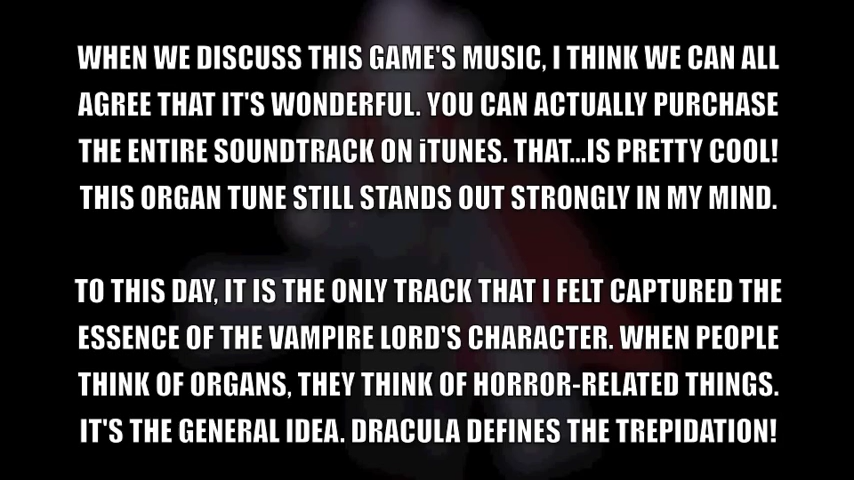 WHEN WE DISCUSS THIS GAME'S MUSIC, I THINK WE CAN ALL
AGREE THAT IT'S WONDERFUL. YOU CAN ACTUALLY PURCHASE
THE ENTIRE SOUNDTRACK ON iTUNES. THAT...IS PRETTY COOL!
THIS ORGAN TUNE STILL STANDS OUT STRONGLY IN MY MIND.
TO THIS DAY, IT IS THE ONLY TRACK THAT I FELT CAPTURED THE
ESSENCE OF THE VAMPIRE LORD'S CHARACTER. WHEN PEOPLE
THINK OF ORGANS, THEY THINK OF HORROR-RELATED THINGS.
IT'S THE GENERAL IDEA. DRACULA DEFINES THE TREPIDATION!